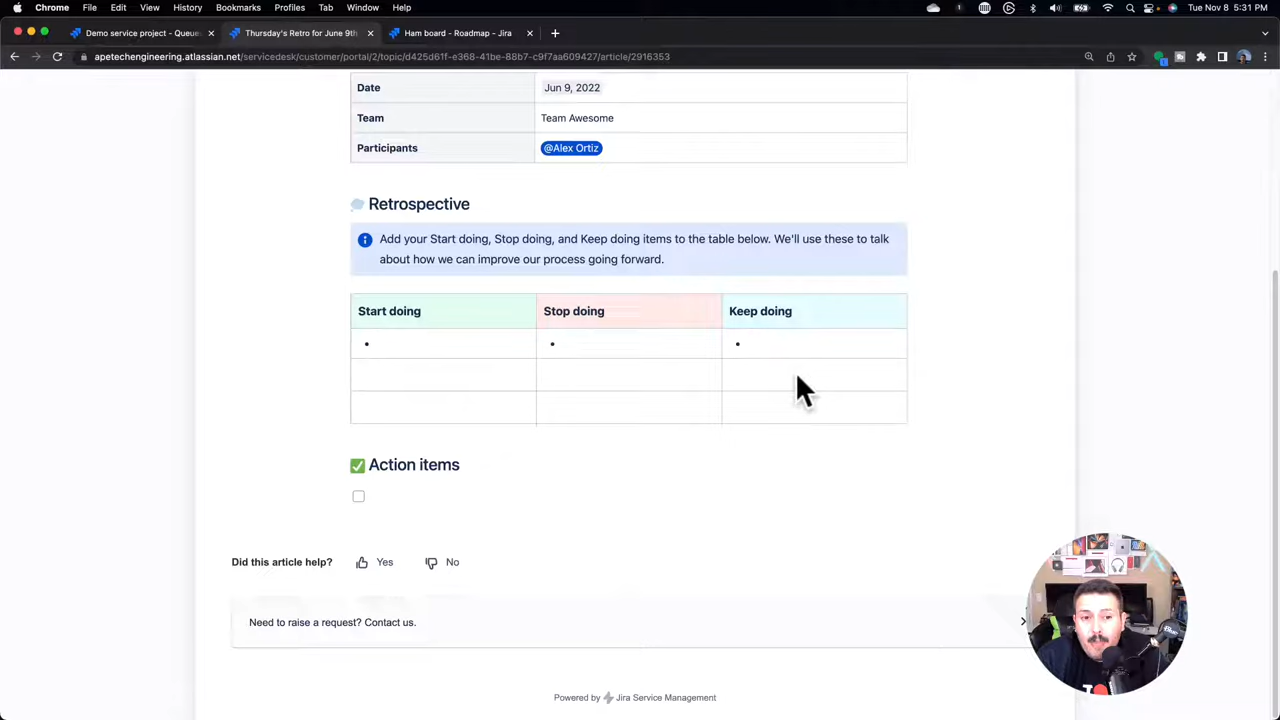 Chrome File Edit View History Bookmarks Profiles Tab Window Help Tue Nov 8 5:31 PM
Demo service project - Queue Thursday's Retro for June 9th Ham board - Roadmap - Jira
apetechengineering.atlassian.net/servicedesk/customer/portal/2/topic/d425d61f-e368-41be-88b7-c9f7aa609427/article/2916353
Date Jun 9, 2022
Team Team Awesome
Participants @Alex Ortiz
Retrospective
Add your Start doing, Stop doing, and Keep doing items to the table below. We'll use these to talk
about how we can improve our process going forward.
Start doing Stop doing Keep doing
Action items
Did this article help? Yes No
Need to raise a request? Contact us.
Powered by Jira Service Management